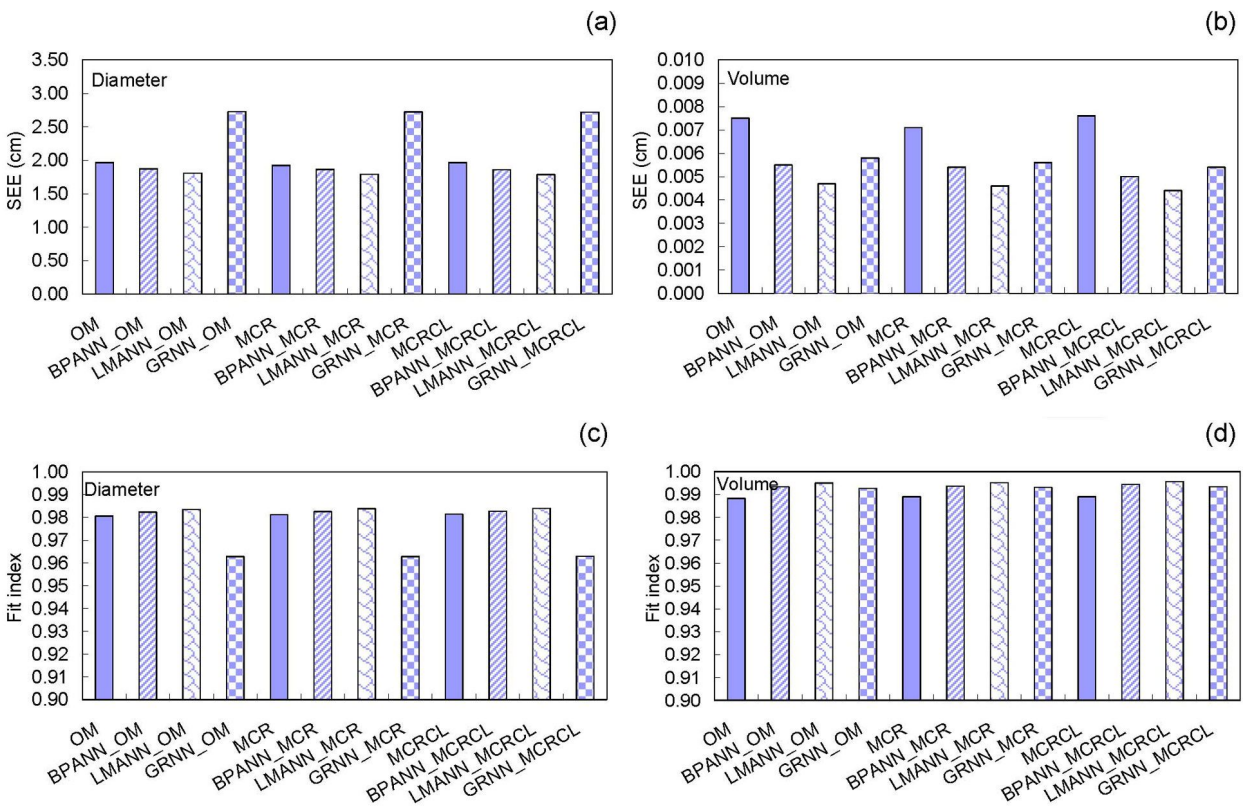 (a)
Diameter
SEE (cm)
3.50
3.00
2.50
2.00
1.50
1.00
0.50
0.00
OM
BPANN_OM
LMANN_OM
GRNN_OM
MCR
BPANN_MCR
LMANN_MCR
GRNN_MCR
MCRCL
BPANN_MCRCL
LMANN_MCRCL
GRNN_MCRCL
(b)
Volume
SEE (cm)
0.010
0.009
0.008
0.007
0.006
0.005
0.004
0.003
0.002
0.001
0.000
OM
BPANN_OM
LMANN_OM
GRNN_OM
MCR
BPANN_MCR
LMANN_MCR
GRNN_MCR
MCRCL
BPANN_MCRCL
LMANN_MCRCL
GRNN_MCRCL
(c)
Diameter
Fit index
1.00
0.99
0.98
0.97
0.96
0.95
0.94
0.93
0.92
0.91
0.90
OM
BPANN_OM
LMANN_OM
GRNN_OM
MCR
BPANN_MCR
LMANN_MCR
GRNN_MCR
MCRCL
BPANN_MCRCL
LMANN_MCRCL
GRNN_MCRCL
(d)
Volume
Fit index
1.00
0.99
0.98
0.97
0.96
0.95
0.94
0.93
0.92
0.91
0.90
OM
BPANN_OM
LMANN_OM
GRNN_OM
MCR
BPANN_MCR
LMANN_MCR
GRNN_MCR
MCRCL
BPANN_MCRCL
LMANN_MCRCL
GRNN_MCRCL